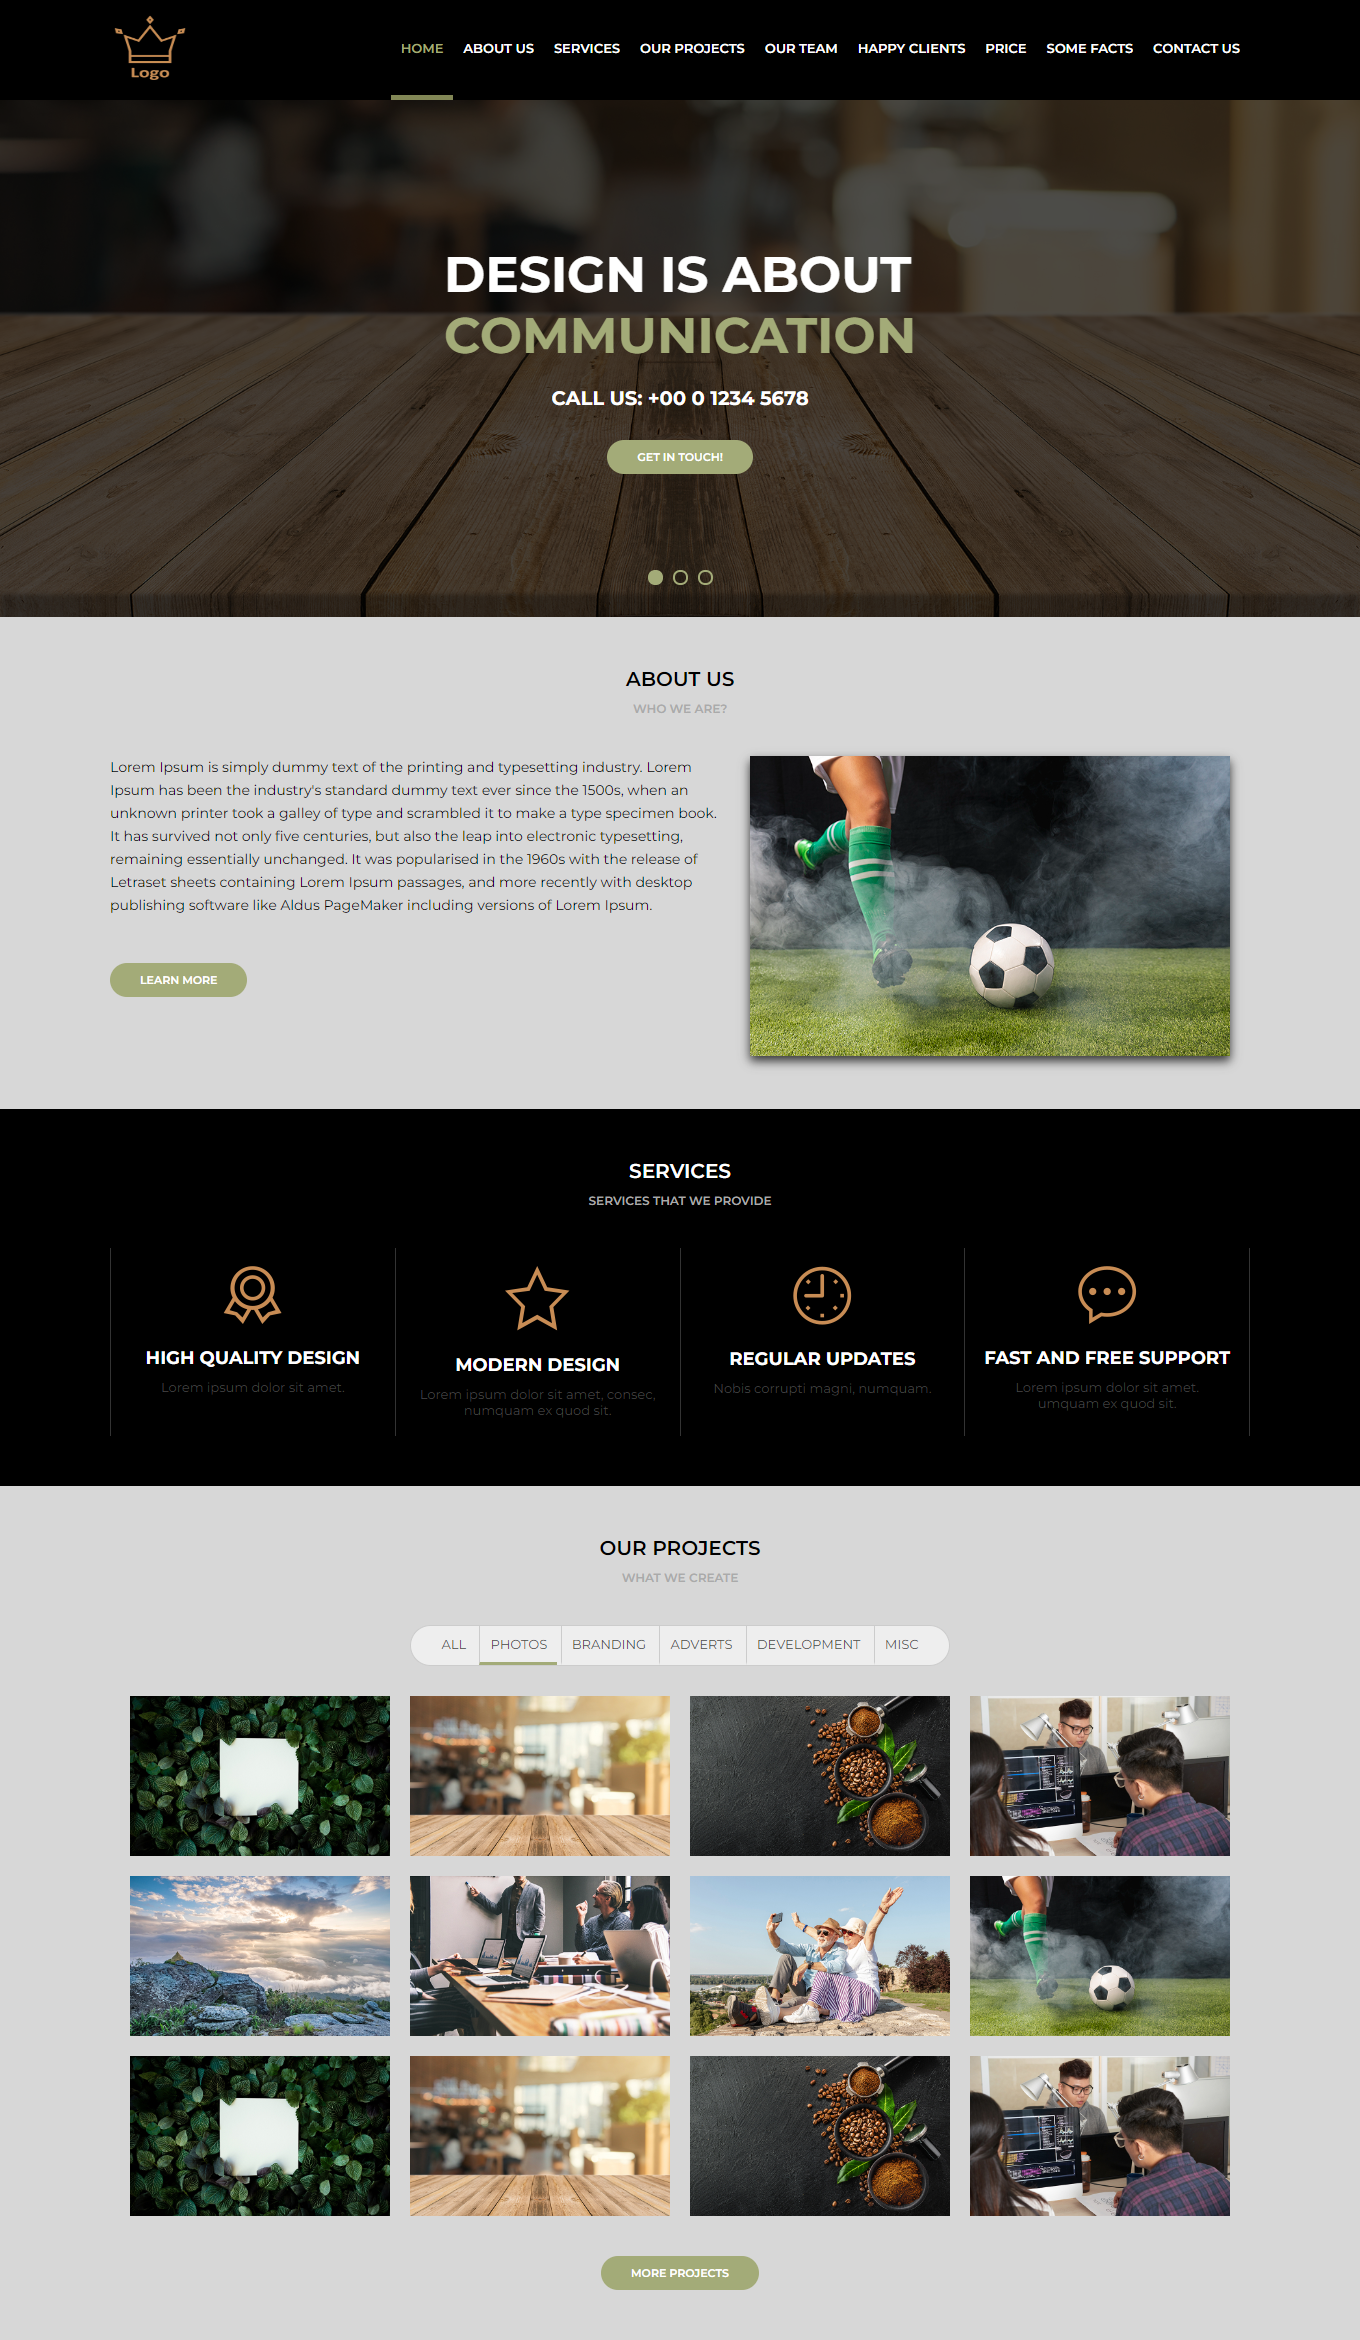 Logo
HOME ABOUT US SERVICES OUR PROJECTS OUR TEAM HAPPY CLIENTS PRICE SOME FACTS CONTACT US
DESIGN IS ABOUT
COMMUNICATION
CALL US: +00 0 1234 5678
GET IN TOUCH!
ABOUT US
WHO WE ARE?
Lorem Ipsum is simply dummy text of the printing and typesetting industry. Lorem
Ipsum has been the industry's standard dummy text ever since the 1500s, when an
unknown printer took a galley of type and scrambled it to make a type specimen book.
It has survived not only five centuries, but also the leap into electronic typesetting,
remaining essentially unchanged. It was popularised in the 1960s with the release of
Letraset sheets containing Lorem Ipsum passages, and more recently with desktop
publishing software like Aldus PageMaker including versions of Lorem Ipsum.
LEARN MORE
SERVICES
SERVICES THAT WE PROVIDE
HIGH QUALITY DESIGN
Lorem ipsum dolor sit amet.
MODERN DESIGN
Lorem ipsum dolor sit amet, consec,
numquam ex quod sit.
REGULAR UPDATES
Nobis corrupti magni, numquam.
FAST AND FREE SUPPORT
Lorem ipsum dolor sit amet.
umquam ex quod sit.
OUR PROJECTS
WHAT WE CREATE
ALL PHOTOS BRANDING ADVERTS DEVELOPMENT MISC
MORE PROJECTS